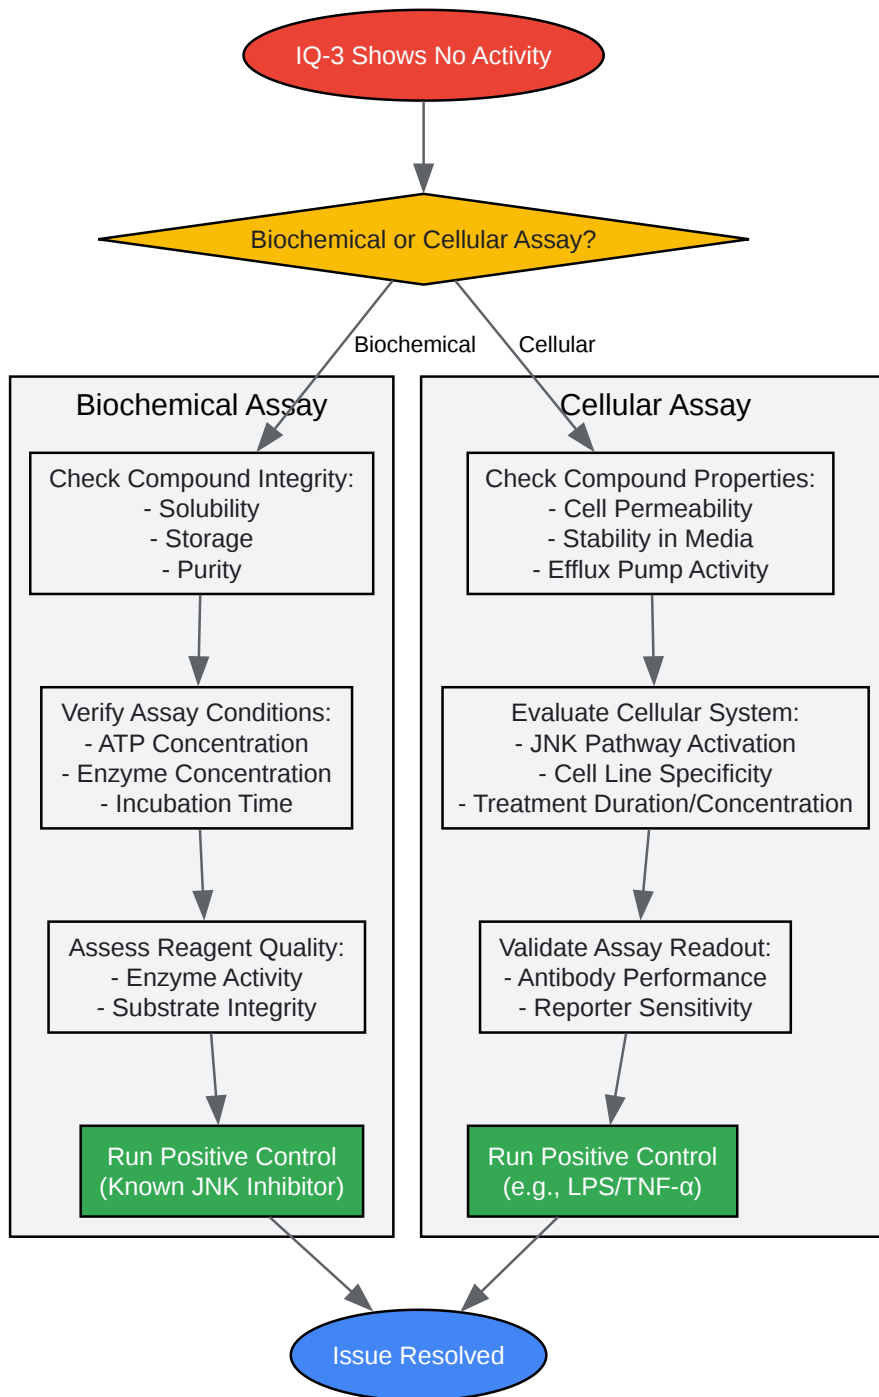 IQ-3 Shows No Activity
Biochemical or Cellular Assay?
Biochemical
Cellular
Biochemical Assay
Check Compound Integrity:
- Solubility
- Storage
- Purity
Verify Assay Conditions:
- ATP Concentration
- Enzyme Concentration
- Incubation Time
Assess Reagent Quality:
- Enzyme Activity
- Substrate Integrity
Run Positive Control
(Known JNK Inhibitor)
Cellular Assay
Check Compound Properties:
- Cell Permeability
- Stability in Media
- Efflux Pump Activity
Evaluate Cellular System:
- JNK Pathway Activation
- Cell Line Specificity
- Treatment Duration/Concentration
Validate Assay Readout:
- Antibody Performance
- Reporter Sensitivity
Run Positive Control
(e.g., LPS/TNF-α)
Issue Resolved